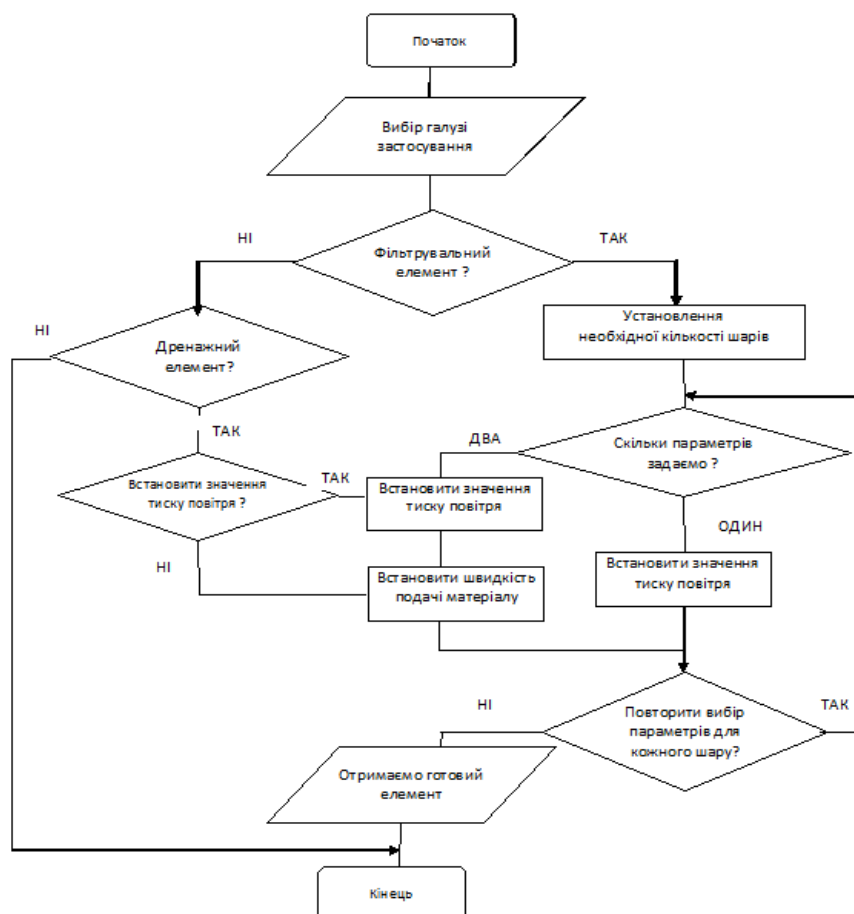 Початок
Вибір галузі
застосування
НІ
ТАК
Фільтрувальний
елемент ?
Установлення
необхідної кількості шарів
НІ
Дренажний
елемент?
ТАК
ДВА
Скільки параметрів
задаємо ?
Встановити значення
тиску повітря ?
ТАК
Встановити значення
тиску повітря
ОДИН
НІ
Встановити швидкість
подачі матеріалу
Встановити значення
тиску повітря
НІ
ТАК
Повторити вибір
параметрів для
кожного шару?
Отримаємо готовий
елемент
Кінець